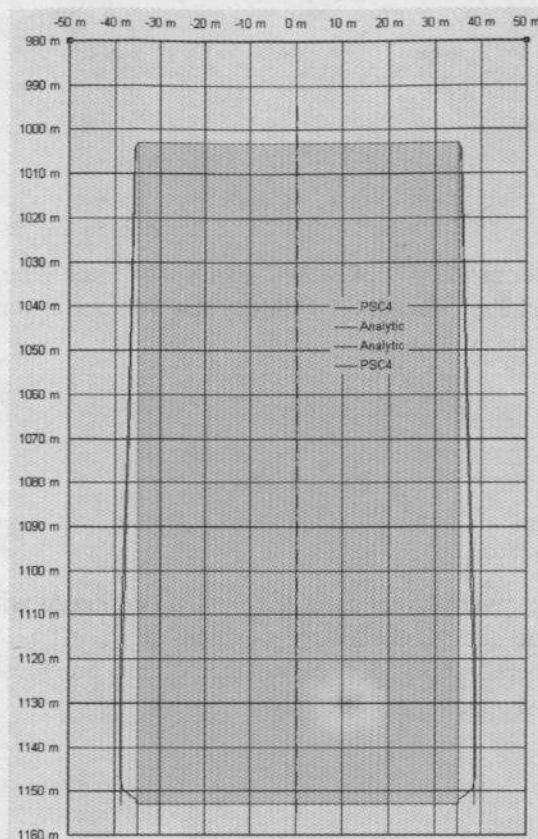 -50 m -40 m -30 m -20 m -10 m 0 m 10 m 20 m 30 m 40 m 50 m
980 m
990 m
1000 m
1010 m
1020 m
1030 m
1040 m
PSC4
Analytic
1050 m
Analytic
PSC4
1060 m
1070 m
1080 m
1090 m
1100 m
1110 m
1120 m
1130 m
1140 m
1150 m
1160 m